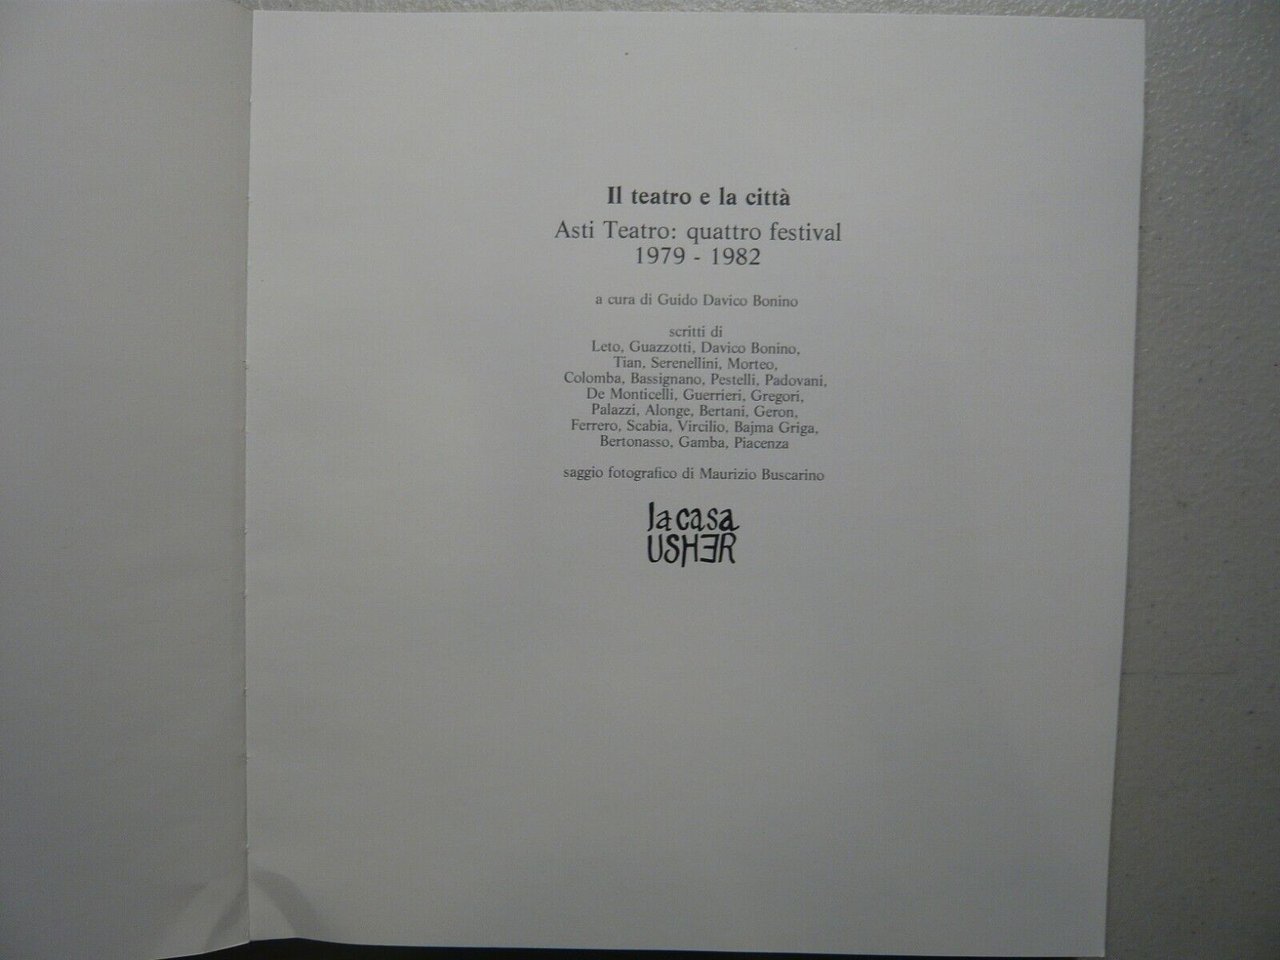 Il teatro e la città
Asti Teatro: quattro festival
1979 - 1982
a cura di Guido Davico Bonino
scritti di
Leto, Guazzotti, Davico Bonino,
Tian, Serenellini, Morteo,
Colomba, Bassignano, Pestelli, Padovani,
De Monticelli, Guerrieri, Gregori,
Palazzi, Alonge, Bertani, Geron,
Ferrero, Scabia, Vircilio, Bajma Griga,
Bertonasso, Gamba, Piacenza
saggio fotografico di Maurizio Buscarino
la casa
USHER